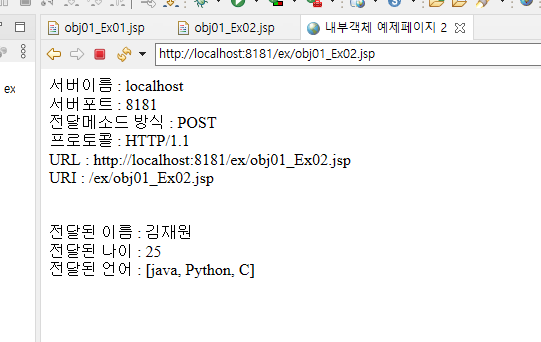 obj01_Ex01.jsp obj01_Ex02.jsp 내부객체 예제페이지 2
http://localhost:8181/ex/obj01_Ex02.jsp
ex
서버이름 : localhost
서버포트 : 8181
전달메소드 방식 : POST
프로토콜 : HTTP/1.1
URL : http://localhost:8181/ex/obj01_Ex02.jsp
URI : /ex/obj01_Ex02.jsp
전달된 이름 : 김재원
전달된 나이 : 25
전달된 언어 : [java, Python, C]